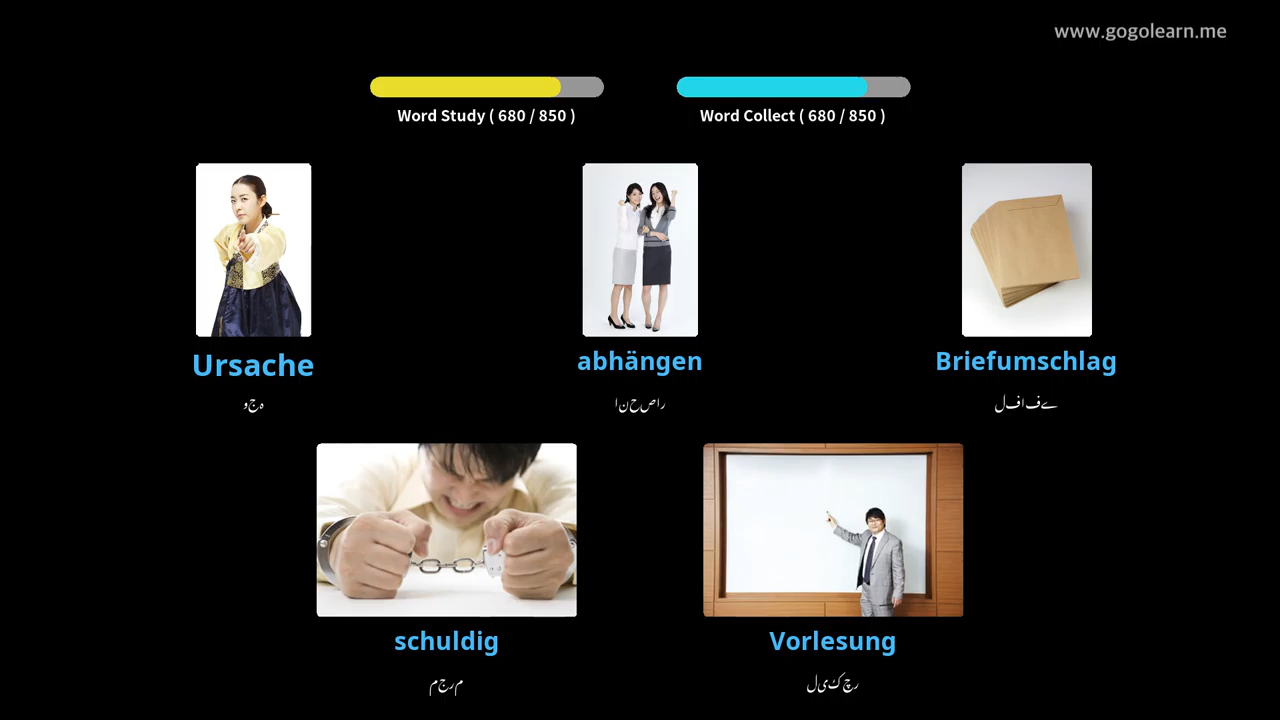 www.gogolearn.me
Word Study ( 680 / 850 )
Word Collect ( 680 / 850 )
Ursache
وجہ
abhängen
انحصار
Briefumschlag
لفافے
schuldig
مجرم
Vorlesung
لیکچر